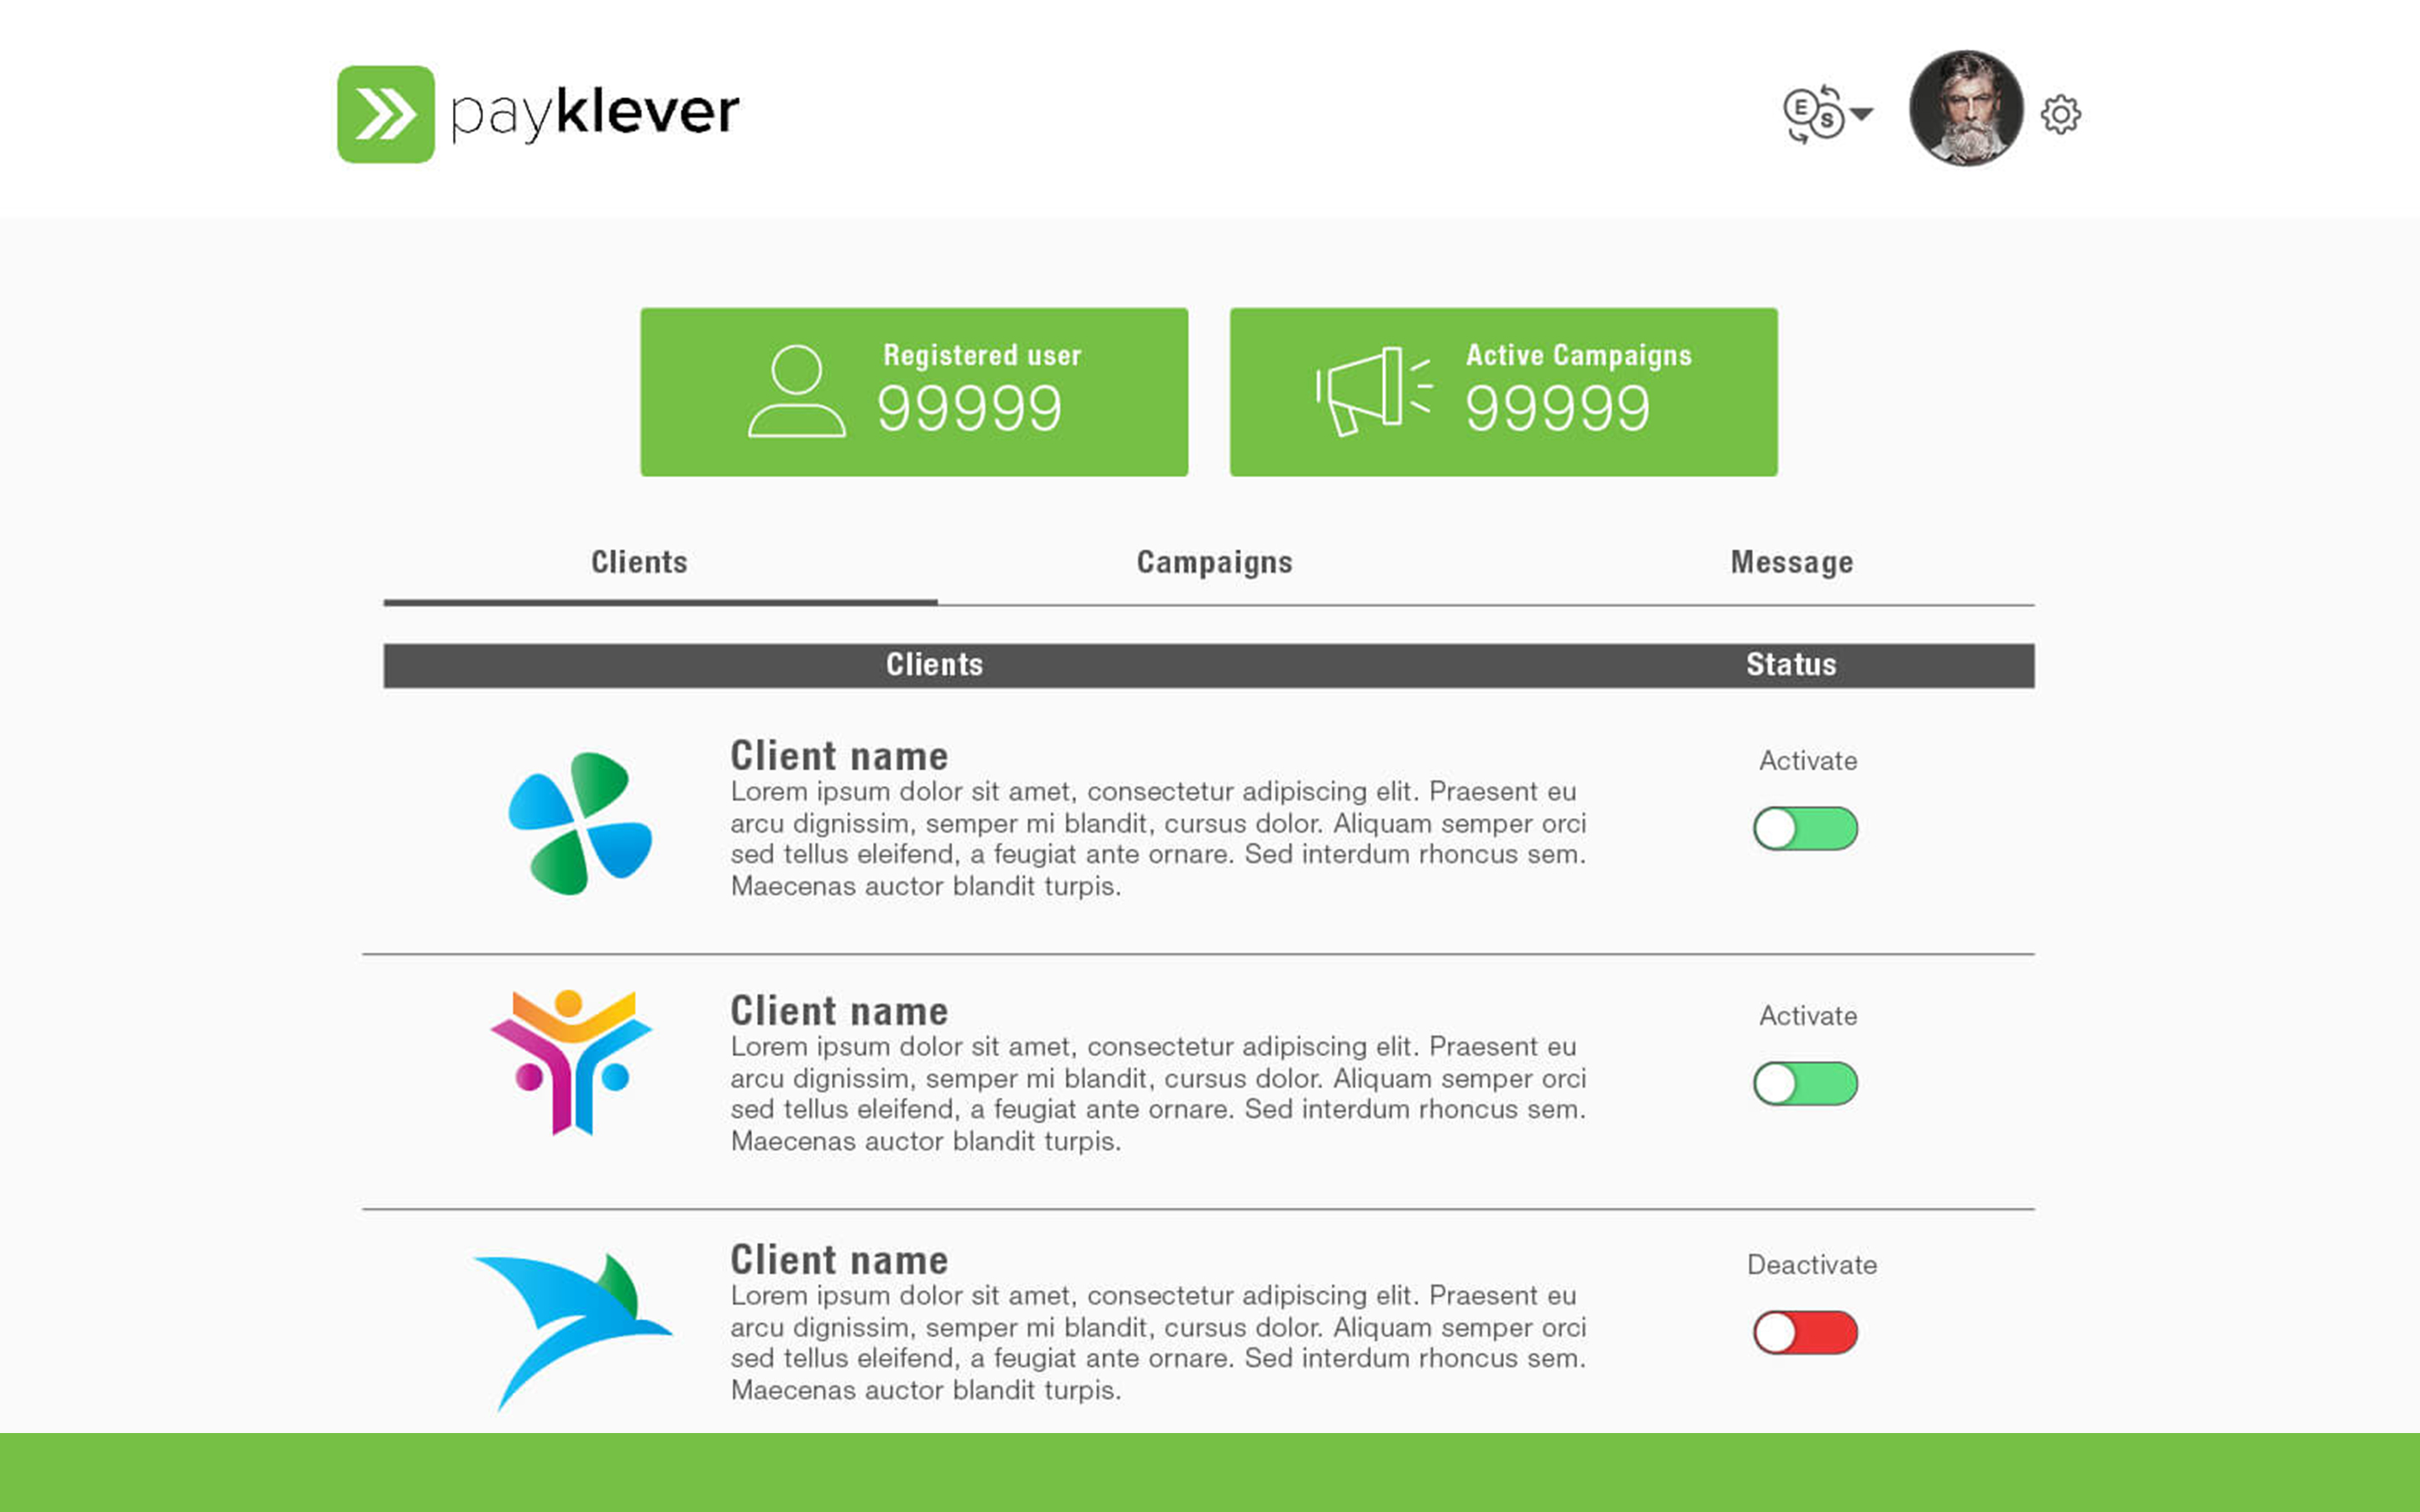 payklever
E
S
Registered user
99999
Active Campaigns
99999
Clients
Campaigns
Message
Clients
Status
Client name
Lorem ipsum dolor sit amet, consectetur adipiscing elit. Praesent eu
arcu dignissim, semper mi blandit, cursus dolor. Aliquam semper orci
sed tellus eleifend, a feugiat ante ornare. Sed interdum rhoncus sem.
Maecenas auctor blandit turpis.
Activate
Client name
Lorem ipsum dolor sit amet, consectetur adipiscing elit. Praesent eu
arcu dignissim, semper mi blandit, cursus dolor. Aliquam semper orci
sed tellus eleifend, a feugiat ante ornare. Sed interdum rhoncus sem.
Maecenas auctor blandit turpis.
Activate
Client name
Lorem ipsum dolor sit amet, consectetur adipiscing elit. Praesent eu
arcu dignissim, semper mi blandit, cursus dolor. Aliquam semper orci
sed tellus eleifend, a feugiat ante ornare. Sed interdum rhoncus sem.
Maecenas auctor blandit turpis.
Deactivate